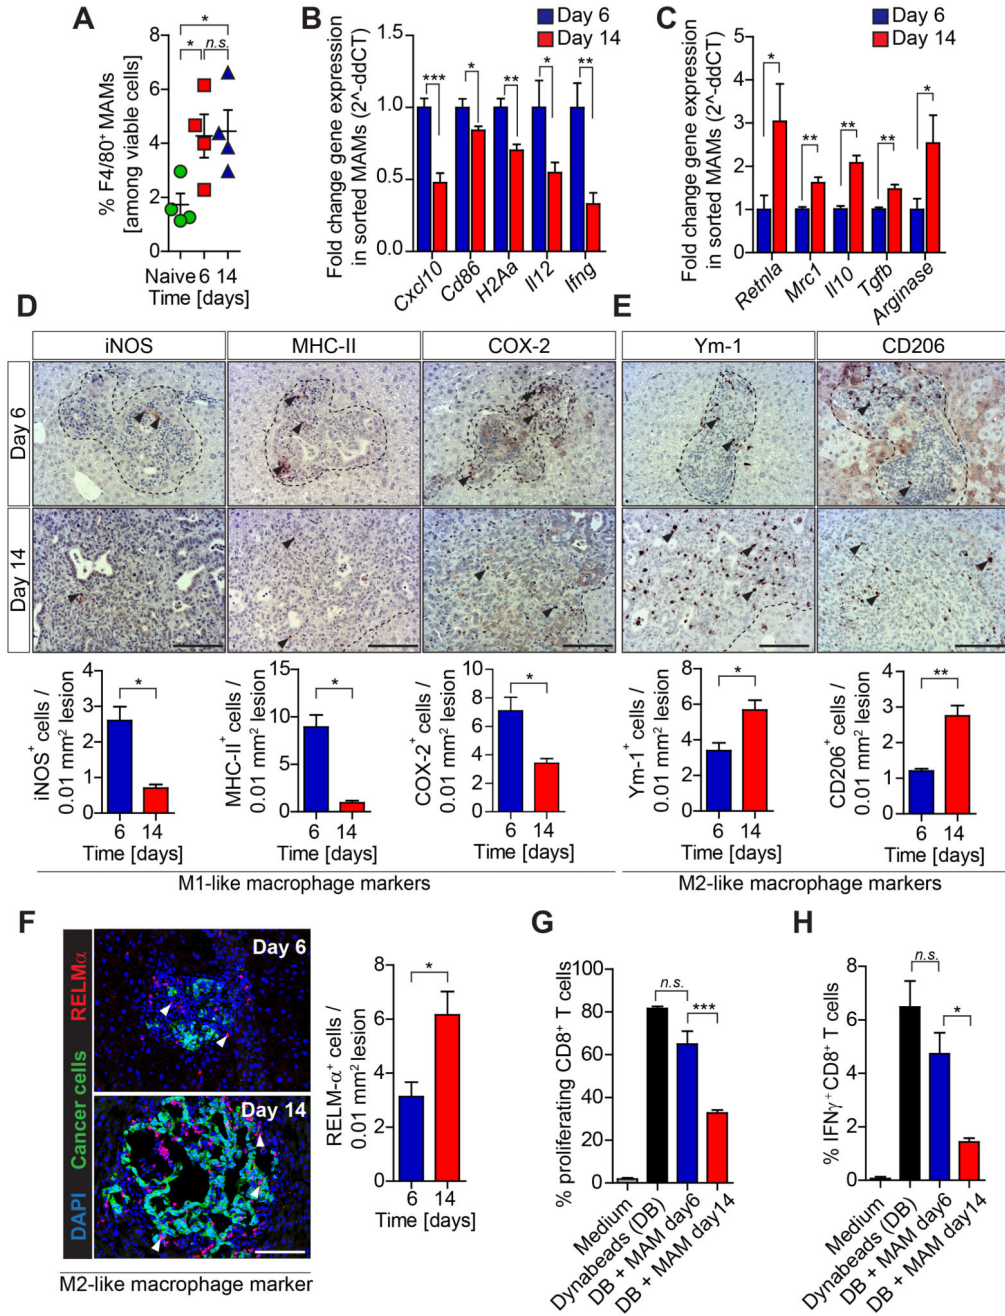 A
% F4/80⁺ MAMs
[among viable cells]
8
6
4
2
0
*
*
n.s.
Naive 6 14
Time [days]
B
Day 6
Day 14
Fold change gene expression
in sorted MAMs (2^-ddCT)
1.5
1.0
0.5
0.0
***
*
**
*
**
Cxcl10
Cd86
H2Aa
Il12
Ifng
C
Day 6
Day 14
Fold change gene expression
in sorted MAMs (2^-ddCT)
5
4
3
2
1
0
*
**
**
**
*
Retnla
Mrc1
Il10
Tgfb
Arginase
D
iNOS
MHC-II
COX-2
Day 6
Day 14
iNOS⁺ cells /
0.01 mm² lesion
4
3
2
1
0
*
6 14
Time [days]
MHC-II⁺ cells /
0.01 mm² lesion
15
10
5
0
*
6 14
Time [days]
COX-2⁺ cells /
0.01 mm² lesion
10
8
6
4
2
0
*
6 14
Time [days]
M1-like macrophage markers
E
Ym-1
CD206
Ym-1⁺ cells /
0.01 mm² lesion
8
6
4
2
0
*
6 14
Time [days]
CD206⁺ cells /
0.01 mm² lesion
4
3
2
1
0
**
6 14
Time [days]
M2-like macrophage markers
F
DAPI Cancer cells RELMα
Day 6
Day 14
M2-like macrophage marker
RELM-α⁺ cells /
0.01 mm² lesion
8
6
4
2
0
*
6 14
Time [days]
G
% proliferating CD8⁺ T cells
100
80
60
40
20
0
n.s.
***
Medium
Dynabeads (DB)
DB + MAM day6
DB + MAM day14
H
% IFNγ⁺CD8⁺ T cells
8
6
4
2
0
n.s.
*
Medium
Dynabeads (DB)
DB + MAM day6
DB + MAM day14